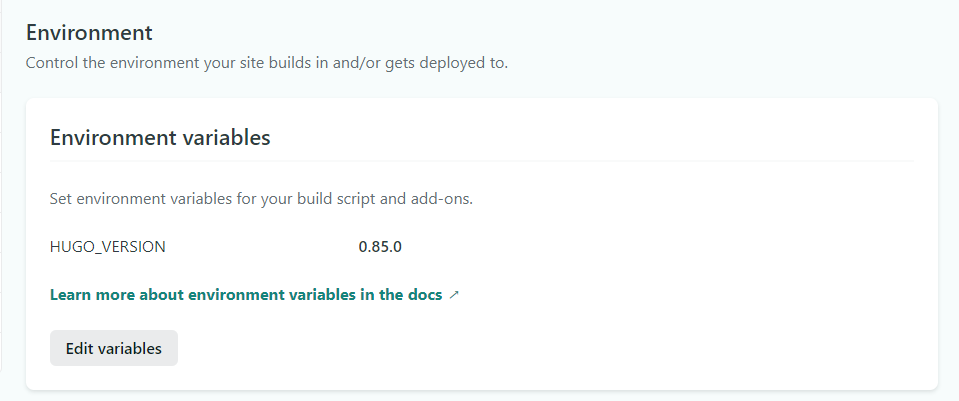 Environment
Control the environment your site builds in and/or gets deployed to.
Environment variables
Set environment variables for your build script and add-ons.
HUGO_VERSION 0.85.0
Learn more about environment variables in the docs ↗
Edit variables